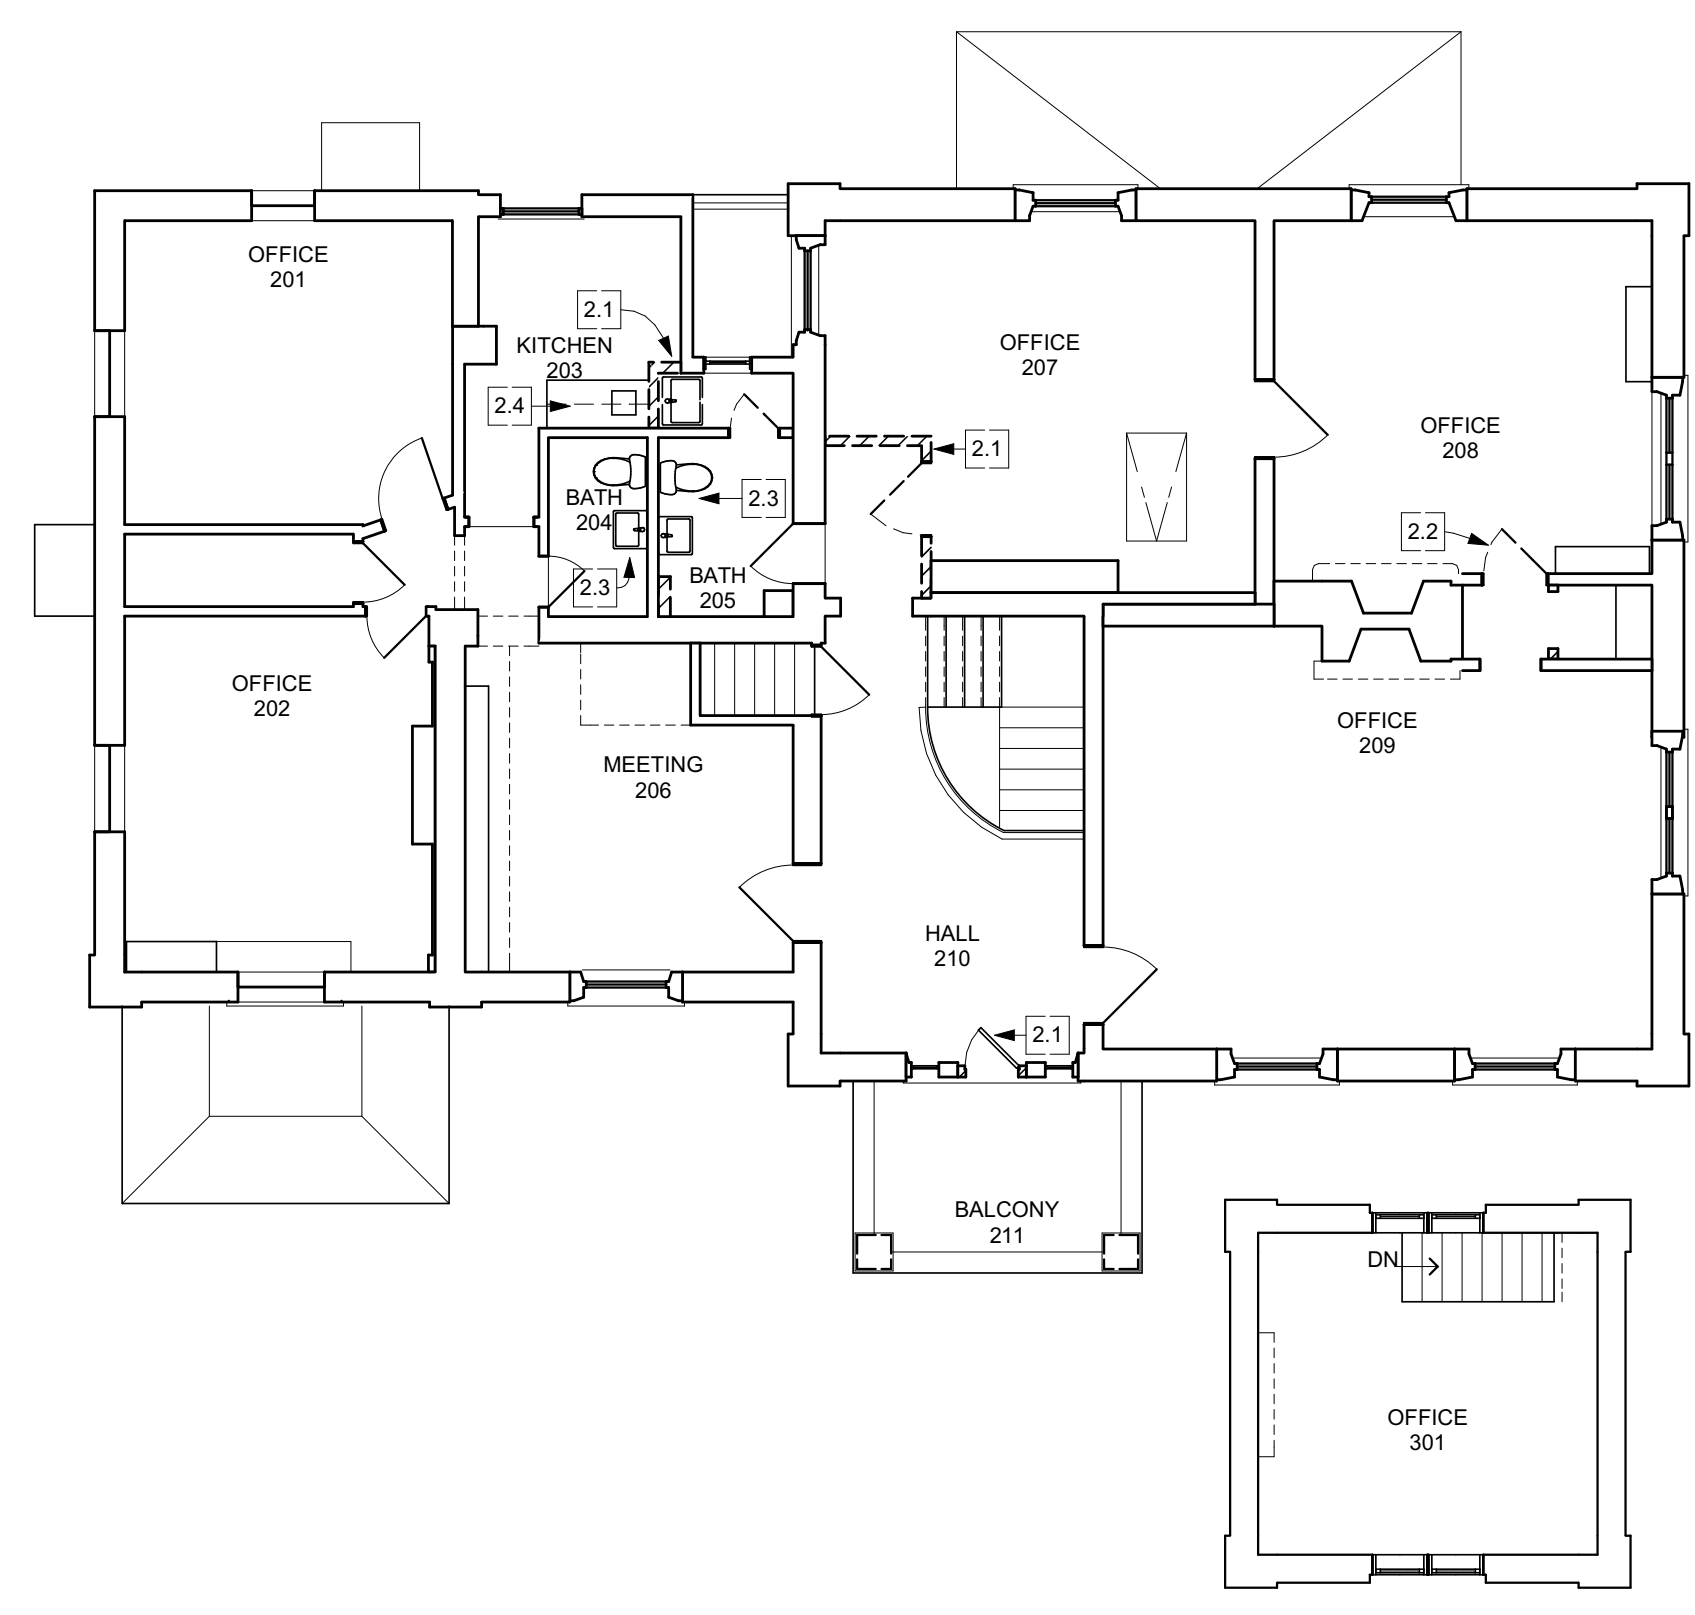 OFFICE
201
2.1
KITCHEN
203
2.4
OFFICE
207
OFFICE
208
2.1
BATH
204
2.3
2.2
2.3
BATH
205
OFFICE
202
OFFICE
209
MEETING
206
HALL
210
2.1
BALCONY
211
DN
OFFICE
301